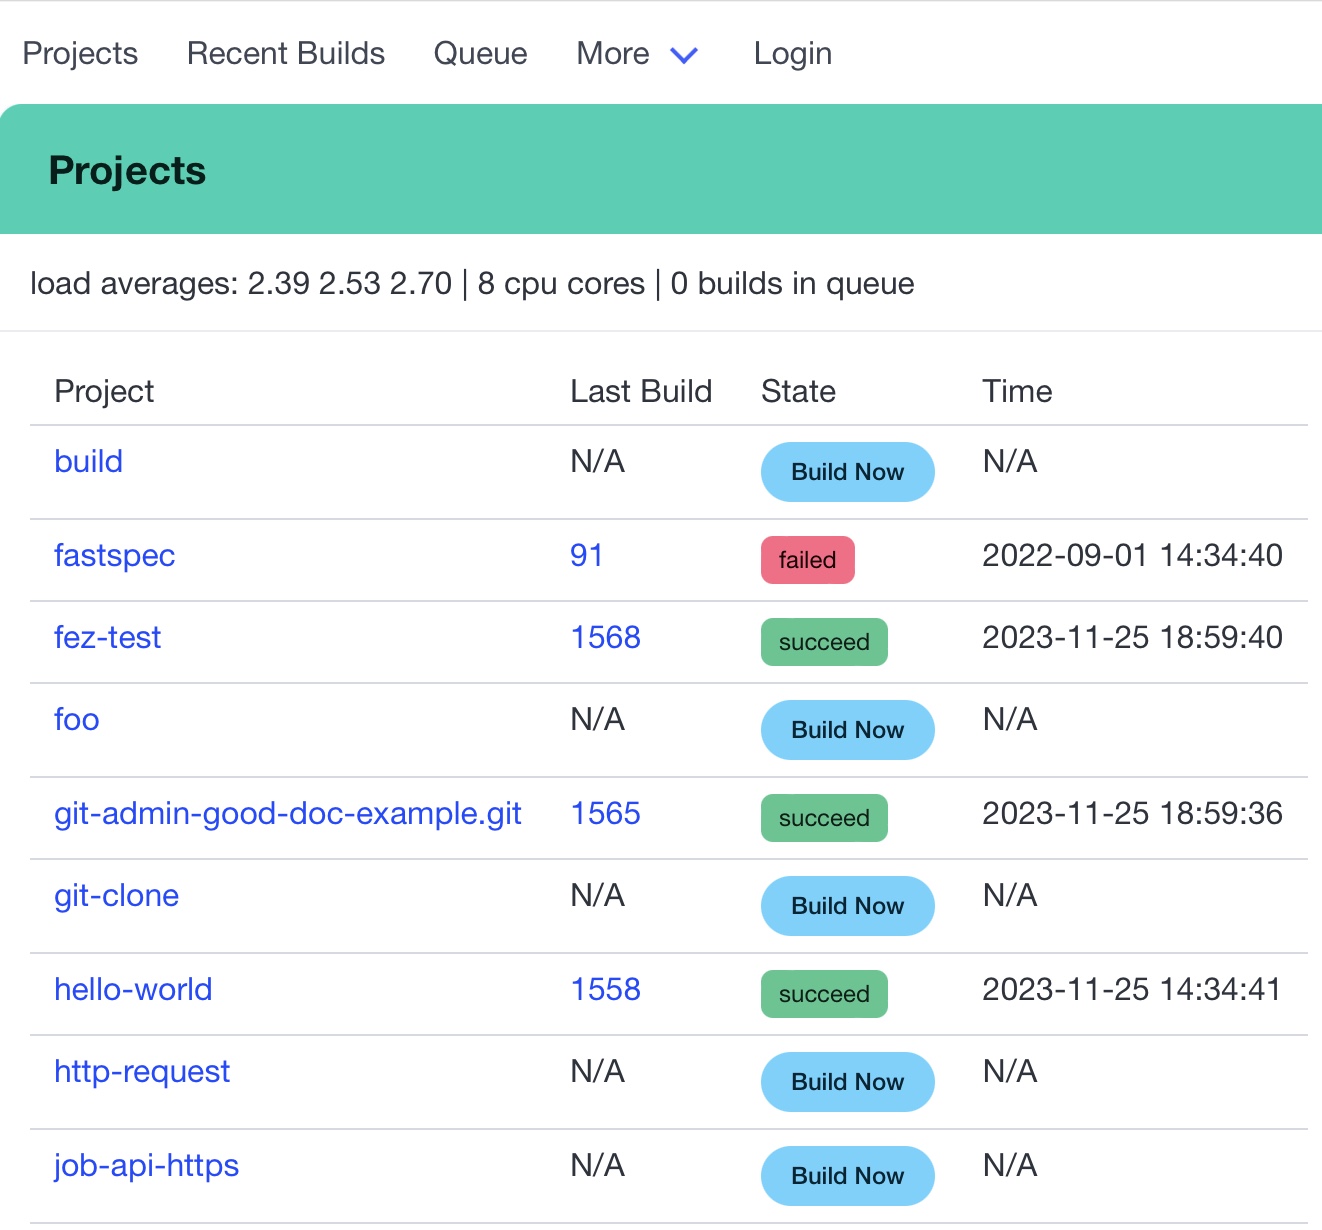 Projects Recent Builds Queue More Login
Projects
load averages: 2.39 2.53 2.70 | 8 cpu cores | 0 builds in queue
Project Last Build State Time
build N/A Build Now N/A
fastspec 91 failed 2022-09-01 14:34:40
fez-test 1568 succeed 2023-11-25 18:59:40
foo N/A Build Now N/A
git-admin-good-doc-example.git 1565 succeed 2023-11-25 18:59:36
git-clone N/A Build Now N/A
hello-world 1558 succeed 2023-11-25 14:34:41
http-request N/A Build Now N/A
job-api-https N/A Build Now N/A